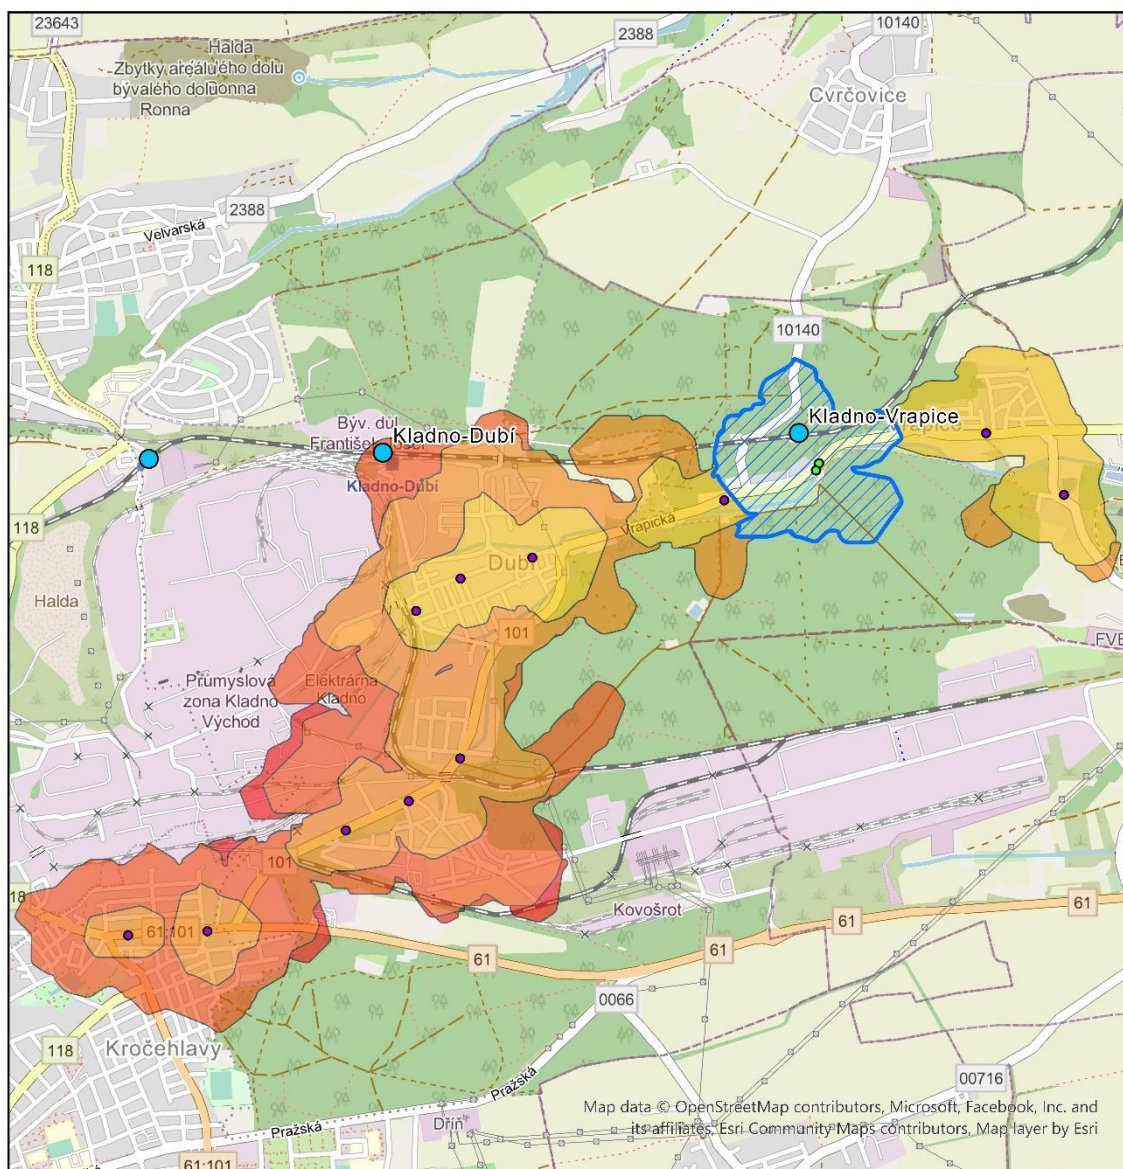 23643
10140
2388
Halda
Zbytky areálu
bývalého dolu
Ronna
Cvrčovice
2388
Velvarská
118
10140
Býv. důl
František
Kladno-Dubí
Kladno-Dubí
Kladno-Vrapice
118
Vrapická
Dubí
Halda
101
Průmyslová
zona Kladno
Východ
Elektrárna
Kladno
FVE
101
118
61;101
Kovošrot
61
61
61
61
0066
Kročehlavy
118
00716
Pražská
Dříň
Pražská
61;101
Map data © OpenStreetMap contributors, Microsoft, Facebook, Inc. and
its affiliates, Esri Community Maps contributors, Map layer by Esri